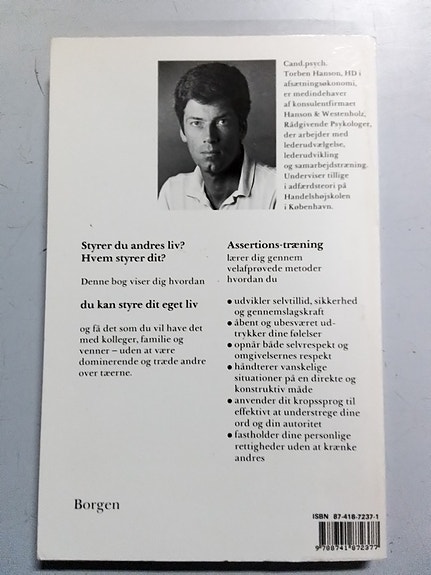 Cand.psych.
Torben Hanson, HD i
afsætningsøkonomi,
er medindehaver
af konsulentfirmaet
Hanson & Westenholz,
Rådgivende Psykologer,
der arbejder med
lederudvælgelse,
lederudvikling
og samarbejdstræning.
Underviser tillige
i adfærdsteori på
Handelshøjskolen
i København.
Styrer du andres liv?
Hvem styrer dit?
Denne bog viser dig hvordan
du kan styre dit eget liv
og få det som du vil have det
med kolleger, familie og
venner – uden at være
dominerende og træde andre
over tæerne.
Assertions-træning
lærer dig gennem
velafprøvede metoder
hvordan du
● udvikler selvtillid, sikkerhed
og gennemslagskraft
● åbent og ubesværet ud-
trykker dine følelser
● opnår både selvrespekt og
omgivelsernes respekt
● håndterer vanskelige
situationer på en direkte og
konstruktiv måde
● anvender dit kropssprog til
effektivt at understrege dine
ord og din autoritet
● fastholder dine personlige
rettigheder uden at krænke
andres
Borgen
ISBN 87-418-7237-1
9 788741 872377